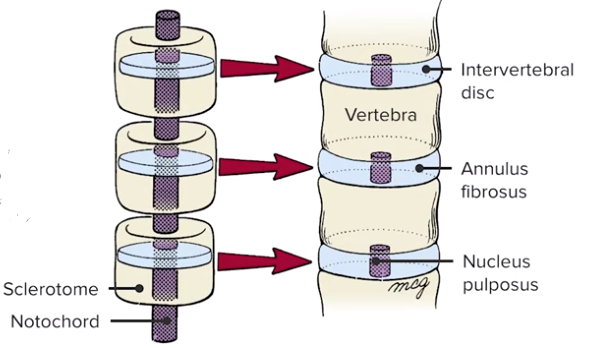 Intervertebral
disc
Vertebra
Annulus
fibrosus
Nucleus
pulposus
mcg
Sclerotome
Notochord